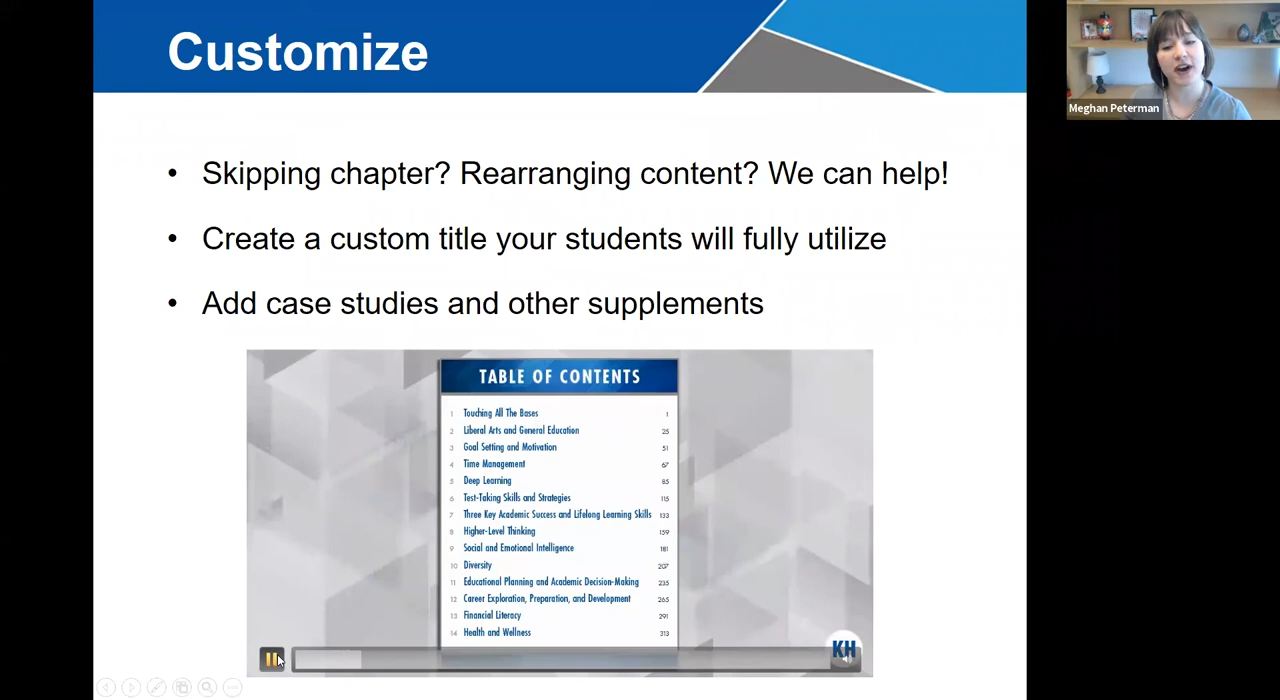 Customize
Meghan Peterman
• Skipping chapter? Rearranging content? We can help!
• Create a custom title your students will fully utilize
• Add case studies and other supplements
TABLE OF CONTENTS
1 Touching All The Bases 1
2 Liberal Arts and General Education 25
3 Goal Setting and Motivation 51
4 Time Management 67
5 Deep Learning 85
6 Test-Taking Skills and Strategies 115
7 Three Key Academic Success and Lifelong Learning Skills 133
8 Higher-Level Thinking 159
9 Social and Emotional Intelligence 181
10 Diversity 207
11 Educational Planning and Academic Decision-Making 235
12 Career Exploration, Preparation, and Development 265
13 Financial Literacy 291
14 Health and Wellness 313
KH